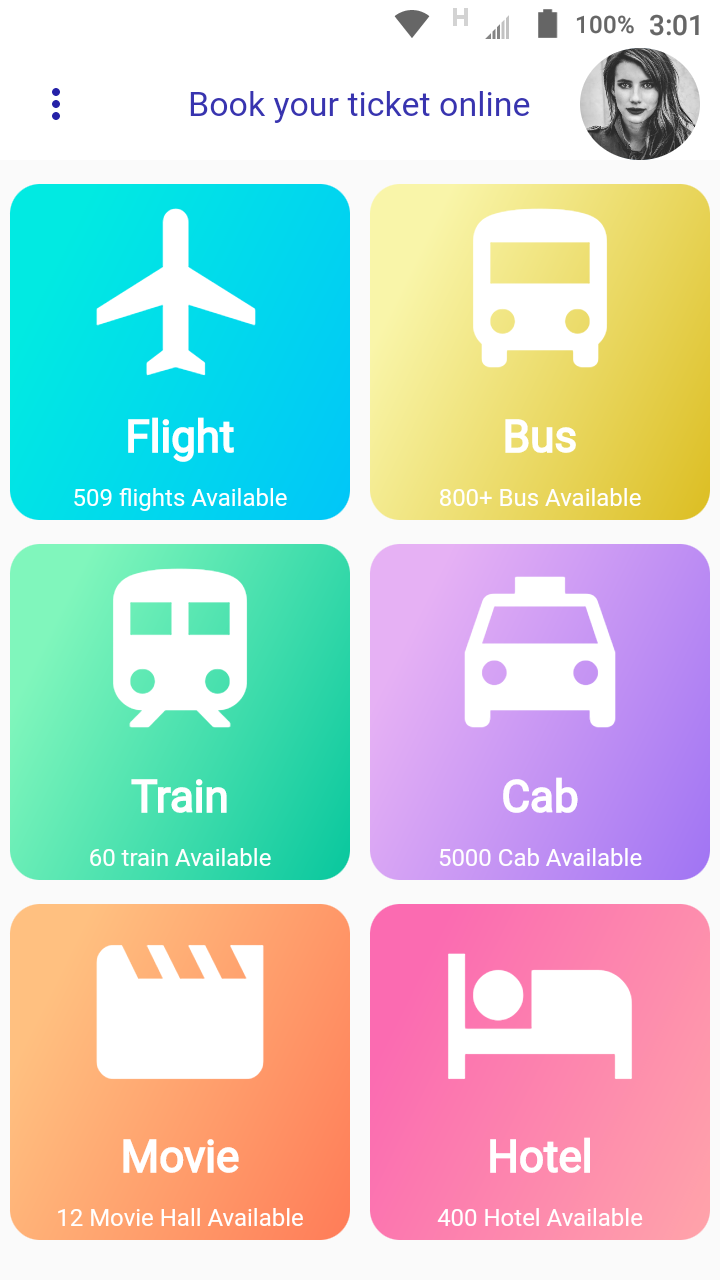 H 100% 3:01
Book your ticket online
Flight
509 flights Available
Bus
800+ Bus Available
Train
60 train Available
Cab
5000 Cab Available
Movie
12 Movie Hall Available
Hotel
400 Hotel Available